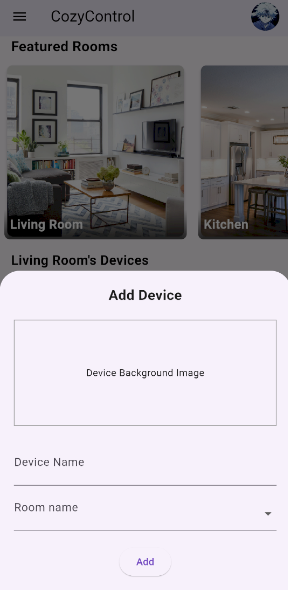 CozyControl
Featured Rooms
Living Room
Kitchen
Living Room's Devices
Add Device
Device Background Image
Device Name
Room name
Add